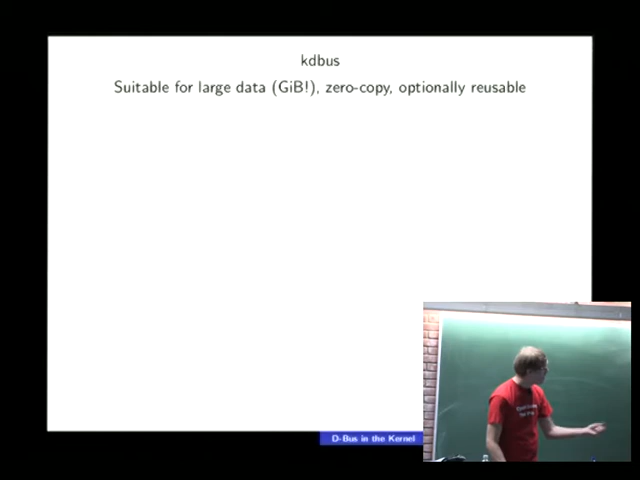 kdbus
Suitable for large data (GiB!), zero-copy, optionally reusable
D-Bus in the Kernel